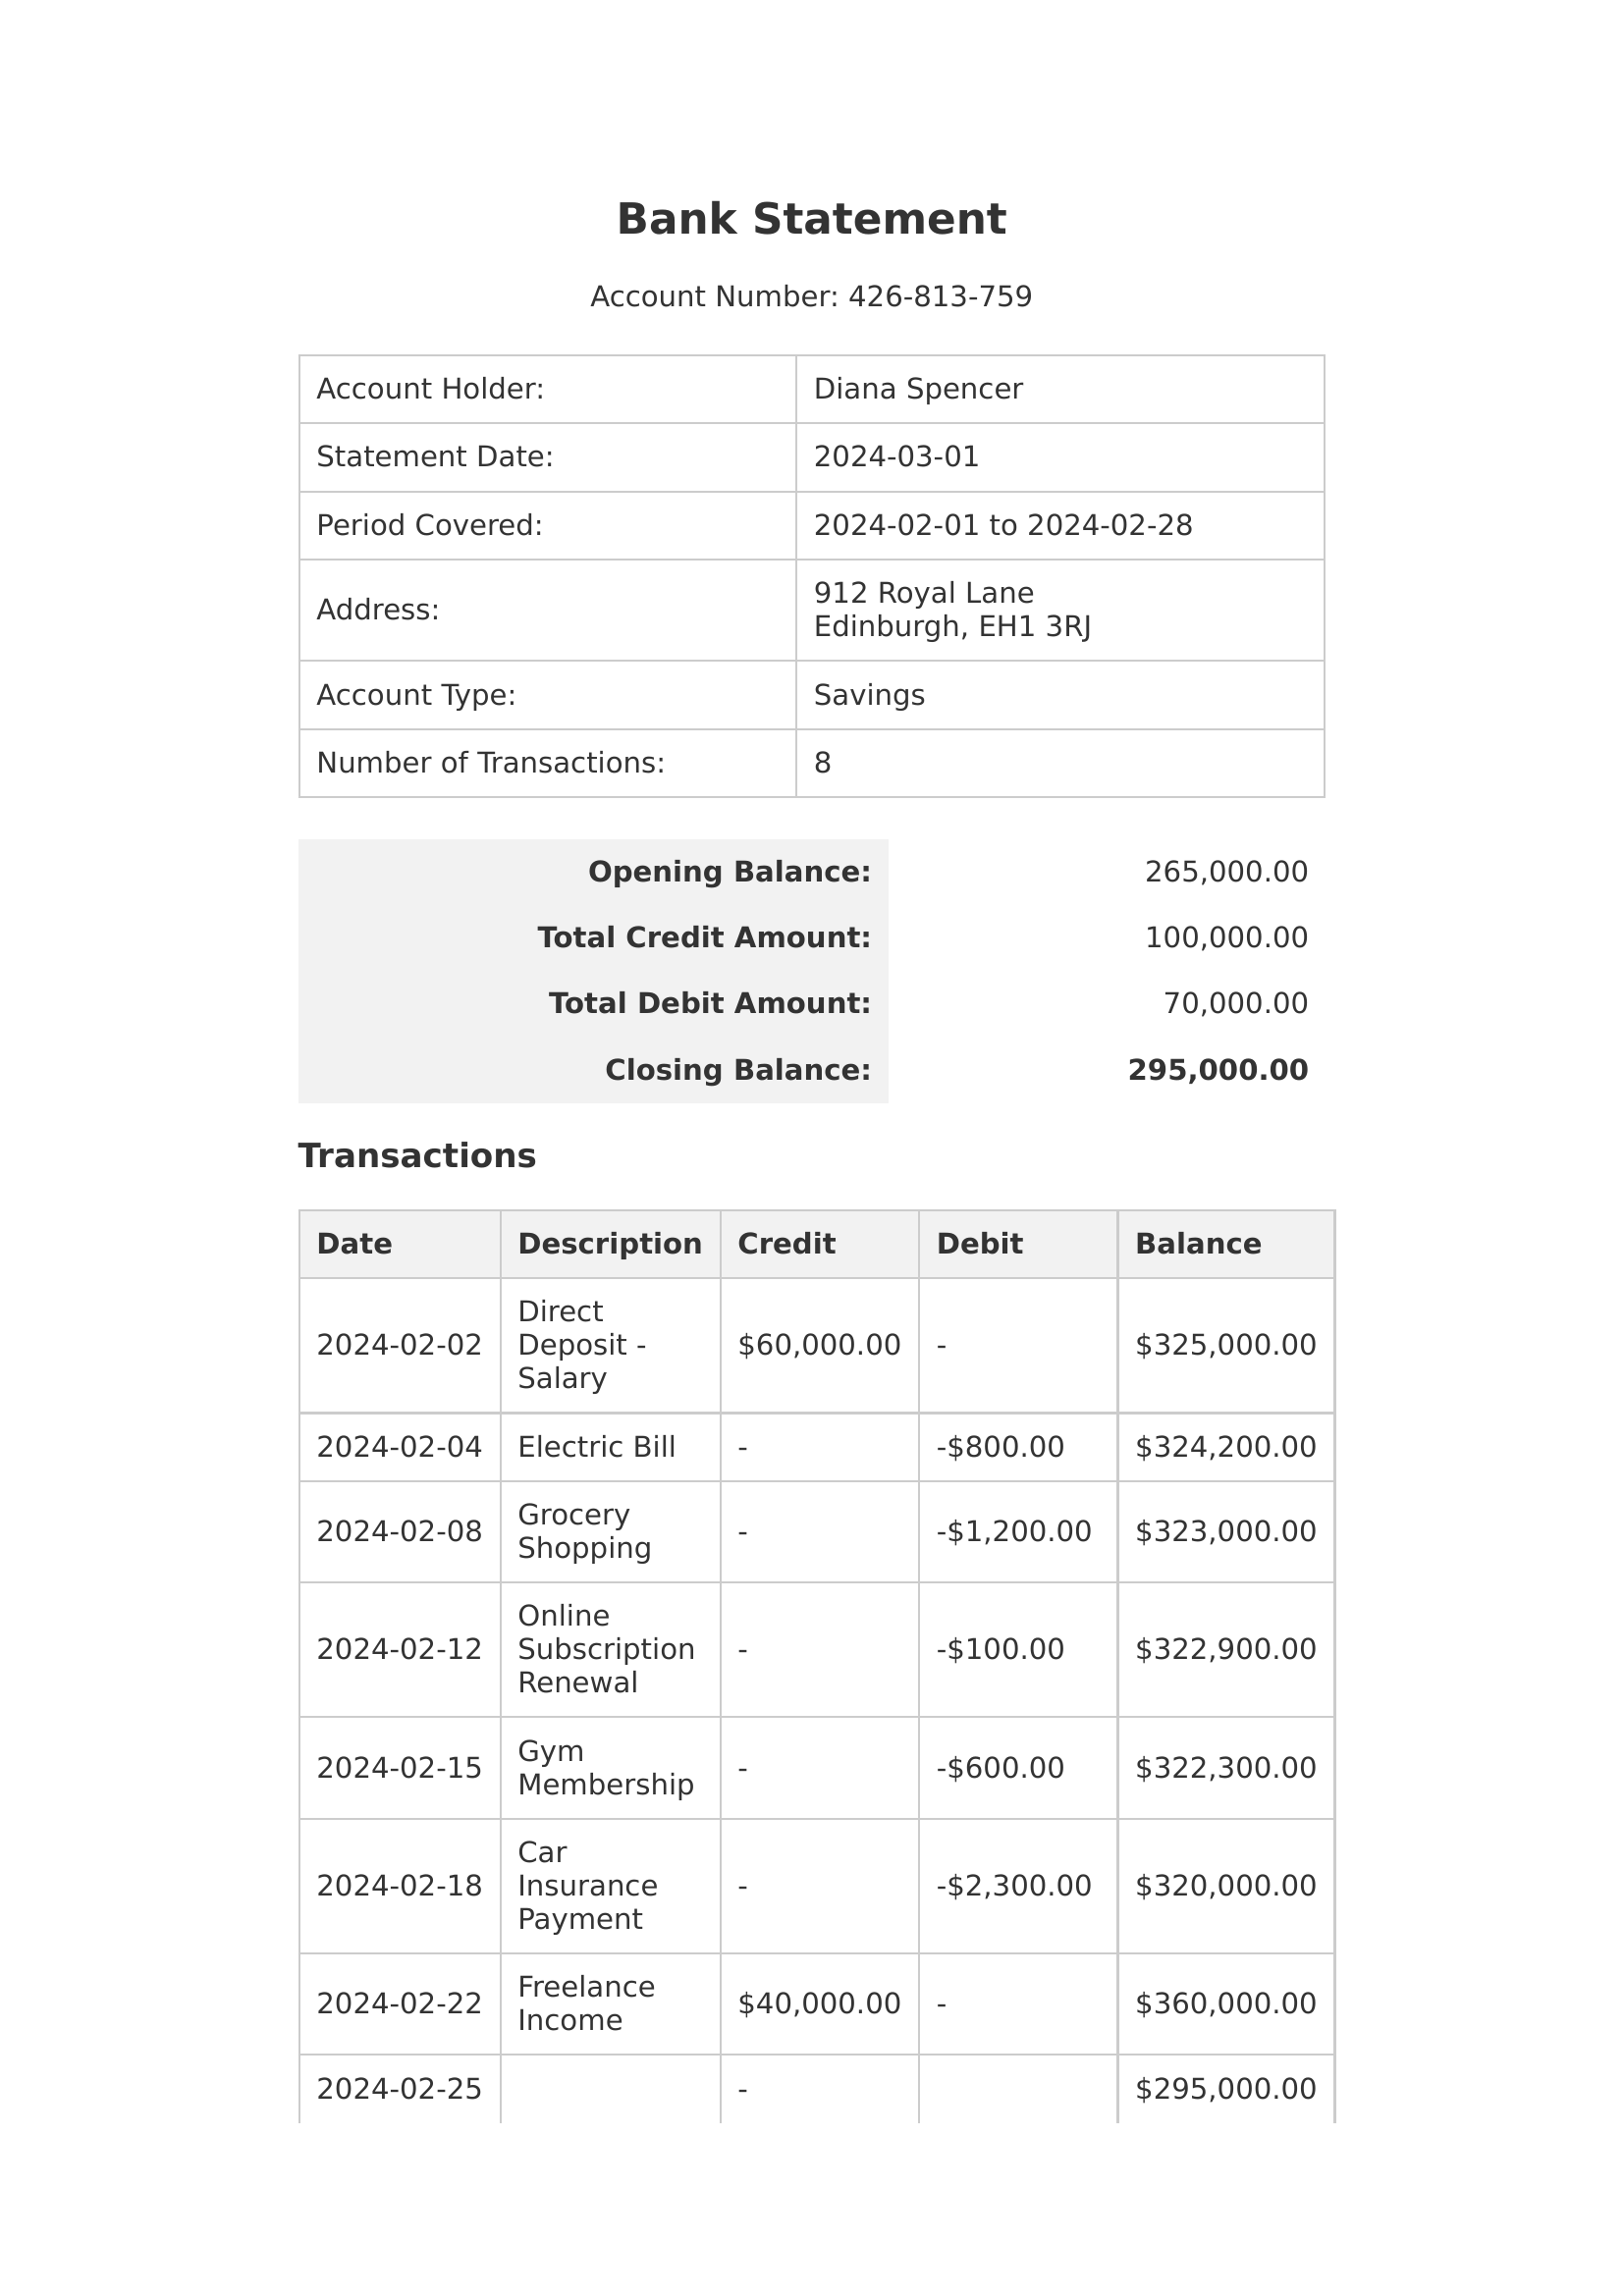 Bank Statement
Account Number: 426-813-759
Account Holder: Diana Spencer
Statement Date: 2024-03-01
Period Covered: 2024-02-01 to 2024-02-28
Address: 912 Royal Lane
Edinburgh, EH1 3RJ
Account Type: Savings
Number of Transactions: 8
Opening Balance: 265,000.00
Total Credit Amount: 100,000.00
Total Debit Amount: 70,000.00
Closing Balance: 295,000.00
Transactions
Date Description Credit Debit Balance
2024-02-02 Direct
Deposit -
Salary $60,000.00 - $325,000.00
2024-02-04 Electric Bill - -$800.00 $324,200.00
2024-02-08 Grocery
Shopping - -$1,200.00 $323,000.00
2024-02-12 Online
Subscription
Renewal - -$100.00 $322,900.00
2024-02-15 Gym
Membership - -$600.00 $322,300.00
2024-02-18 Car
Insurance
Payment - -$2,300.00 $320,000.00
2024-02-22 Freelance
Income $40,000.00 - $360,000.00
2024-02-25 - $295,000.00